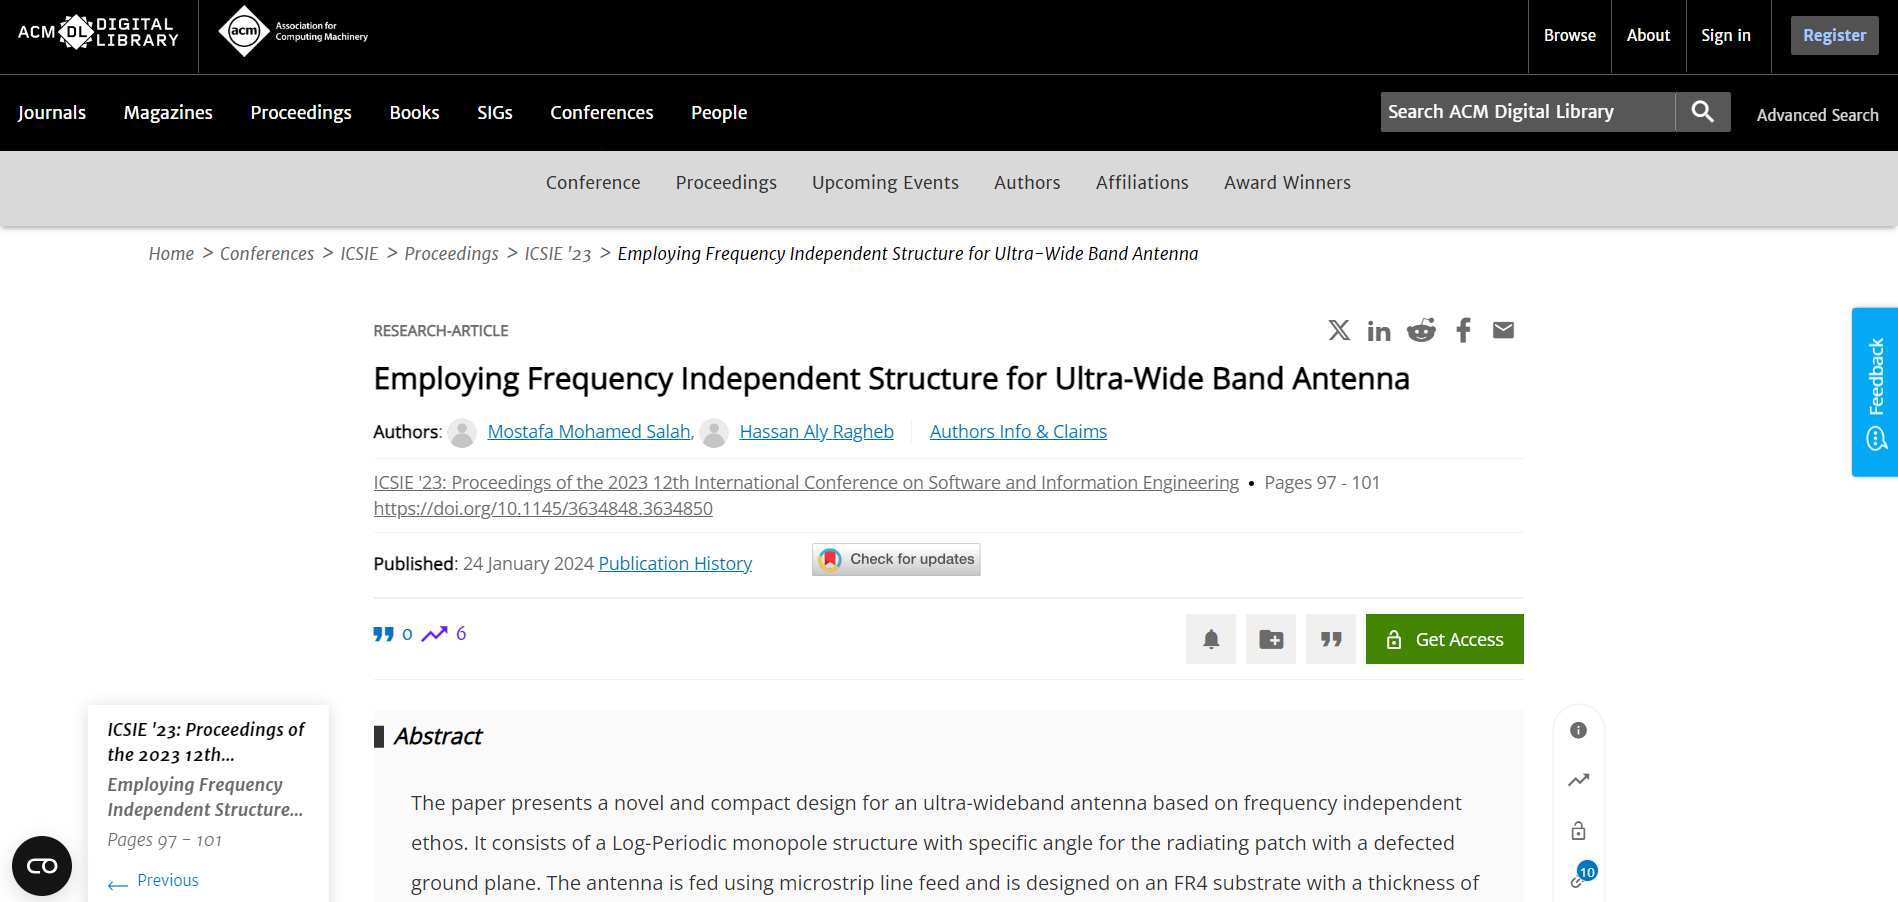 ACM DL DIGITAL LIBRARY
acm Association for Computing Machinery
Browse
About
Sign in
Register
Journals
Magazines
Proceedings
Books
SIGs
Conferences
People
Search ACM Digital Library
Advanced Search
Conference
Proceedings
Upcoming Events
Authors
Affiliations
Award Winners
Home > Conferences > ICSIE > Proceedings > ICSIE '23 > Employing Frequency Independent Structure for Ultra-Wide Band Antenna
RESEARCH-ARTICLE
Employing Frequency Independent Structure for Ultra-Wide Band Antenna
Authors: Mostafa Mohamed Salah, Hassan Aly Ragheb Authors Info & Claims
ICSIE '23: Proceedings of the 2023 12th International Conference on Software and Information Engineering • Pages 97 - 101
https://doi.org/10.1145/3634848.3634850
Published: 24 January 2024 Publication History
Check for updates
0 6
Get Access
Feedback
ICSIE '23: Proceedings of
the 2023 12th...
Employing Frequency
Independent Structure...
Pages 97 - 101
← Previous
Abstract
The paper presents a novel and compact design for an ultra-wideband antenna based on frequency independent
ethos. It consists of a Log-Periodic monopole structure with specific angle for the radiating patch with a defected
ground plane. The antenna is fed using microstrip line feed and is designed on an FR4 substrate with a thickness of
10